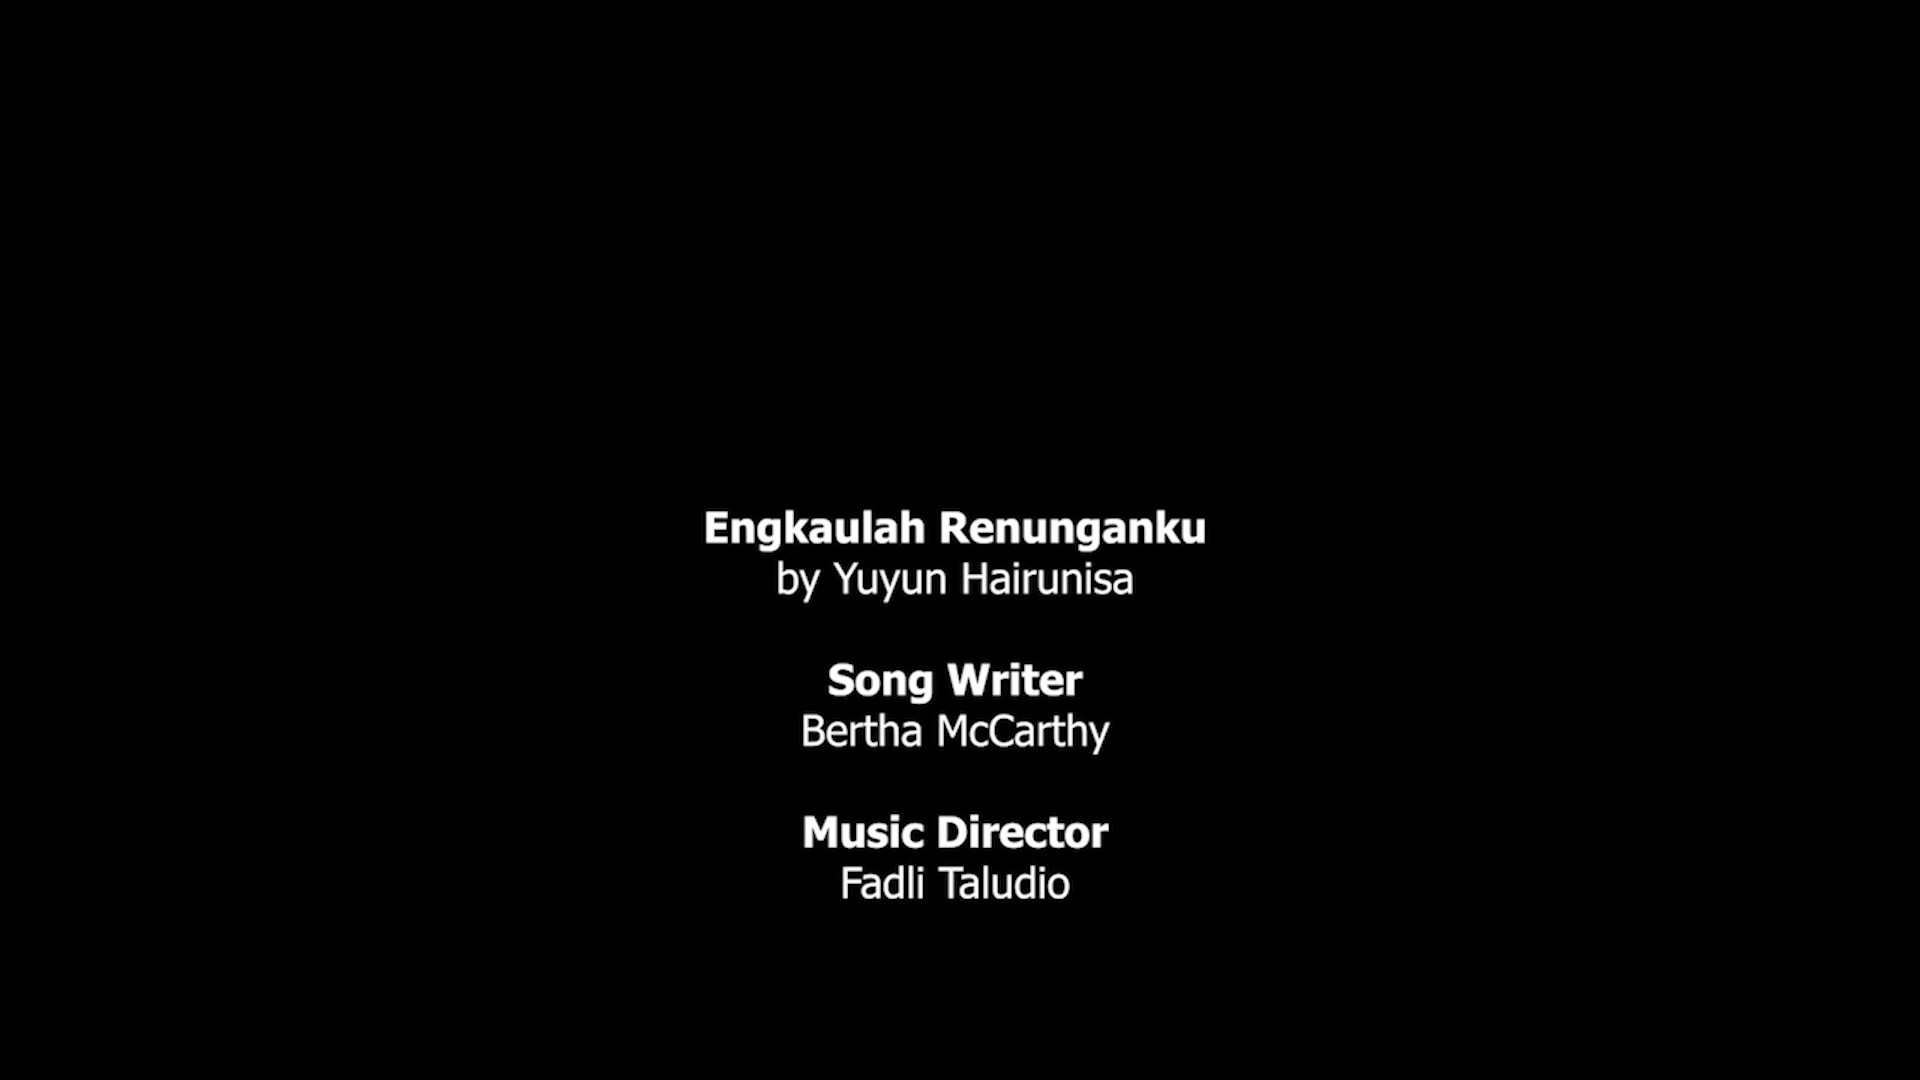 Engkaulah Renunganku
by Yuyun Hairunisa
Song Writer
Bertha McCarthy
Music Director
Fadli Taludio